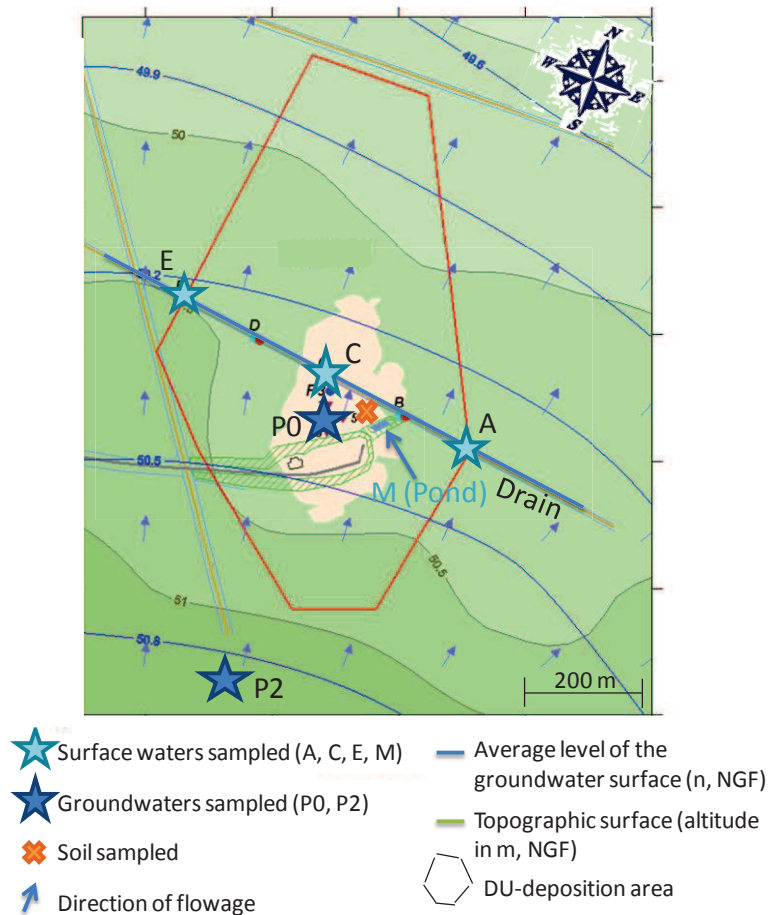 N
W
E
S
49.6
49.9
50
E
D
C
P0
B
A
M (Pond)
Drain
50.5
50.5
51
50.8
P2
200 m
Surface waters sampled (A, C, E, M)
Groundwaters sampled (P0, P2)
Soil sampled
Direction of flowage
Average level of the
groundwater surface (n, NGF)
Topographic surface (altitude
in m, NGF)
DU-deposition area